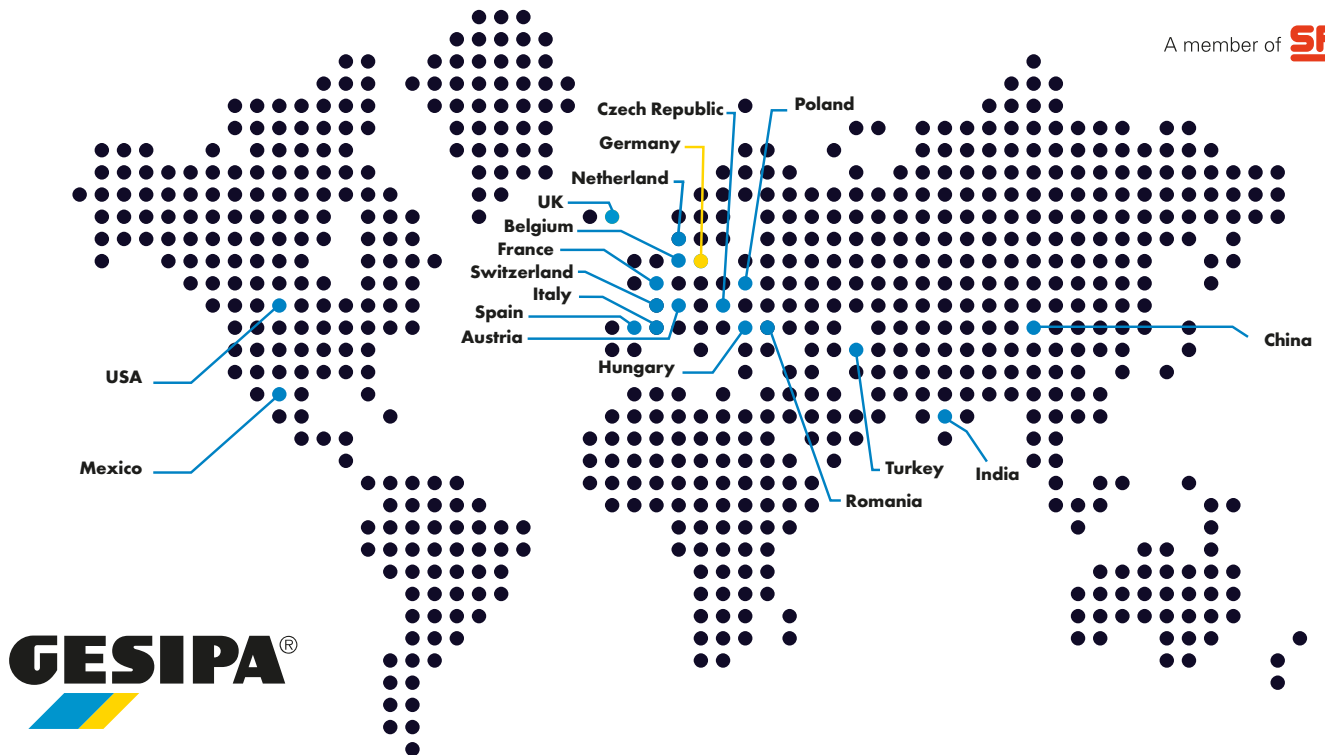 A member of
Czech Republic
Poland
Germany
Netherland
UK
Belgium
France
Switzerland
Italy
Spain
Austria
Hungary
USA
China
Mexico
Turkey
India
Romania
GESIPA®